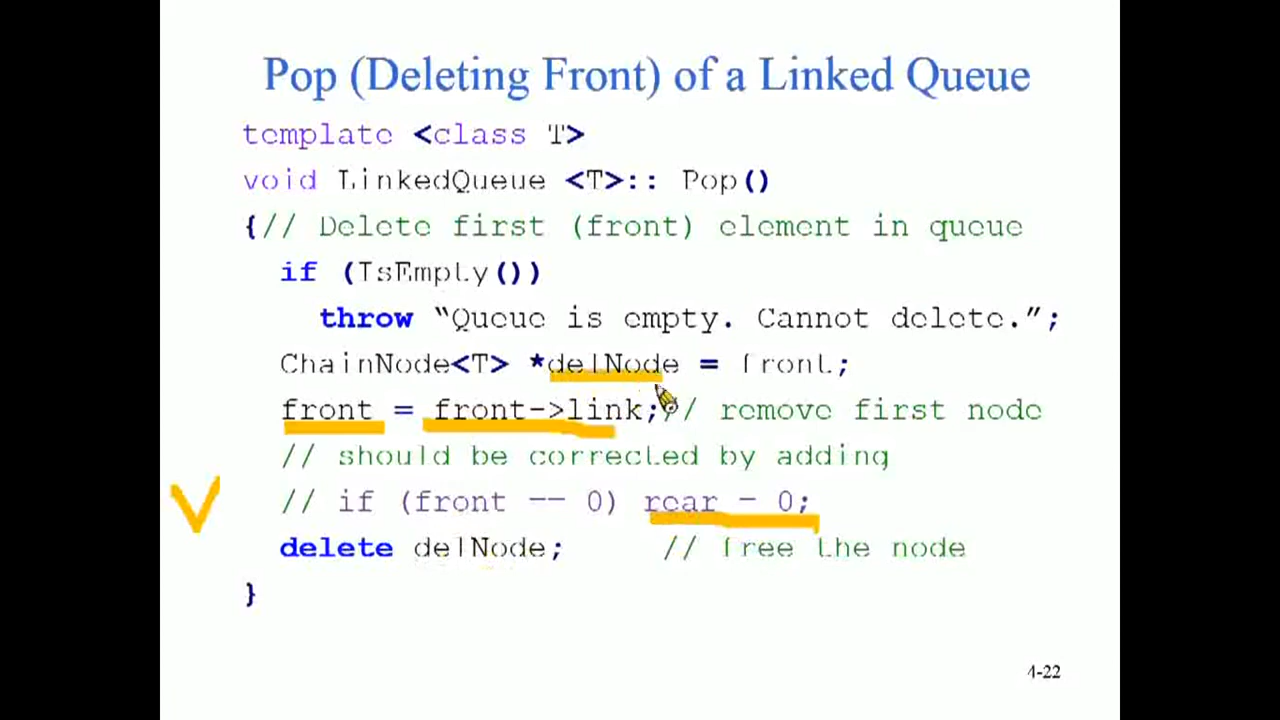 Pop (Deleting Front) of a Linked Queue
template <class T>
void LinkedQueue <T>:: Pop()
{// Delete first (front) element in queue
if (IsEmpty())
throw “Queue is empty. Cannot delete.”;
ChainNode<T> *delNode = front;
front = front->link;// remove first node
// should be corrected by adding
// if (front == 0) rear = 0;
delete delNode; // free the node
}
4-22